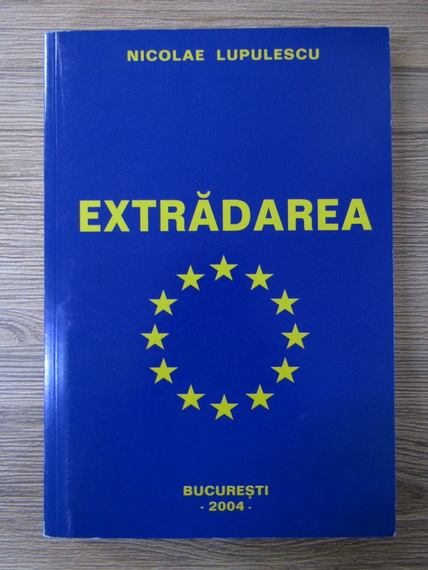 NICOLAE LUPULESCU
EXTRĂDAREA
BUCUREŞTI
- 2004 -